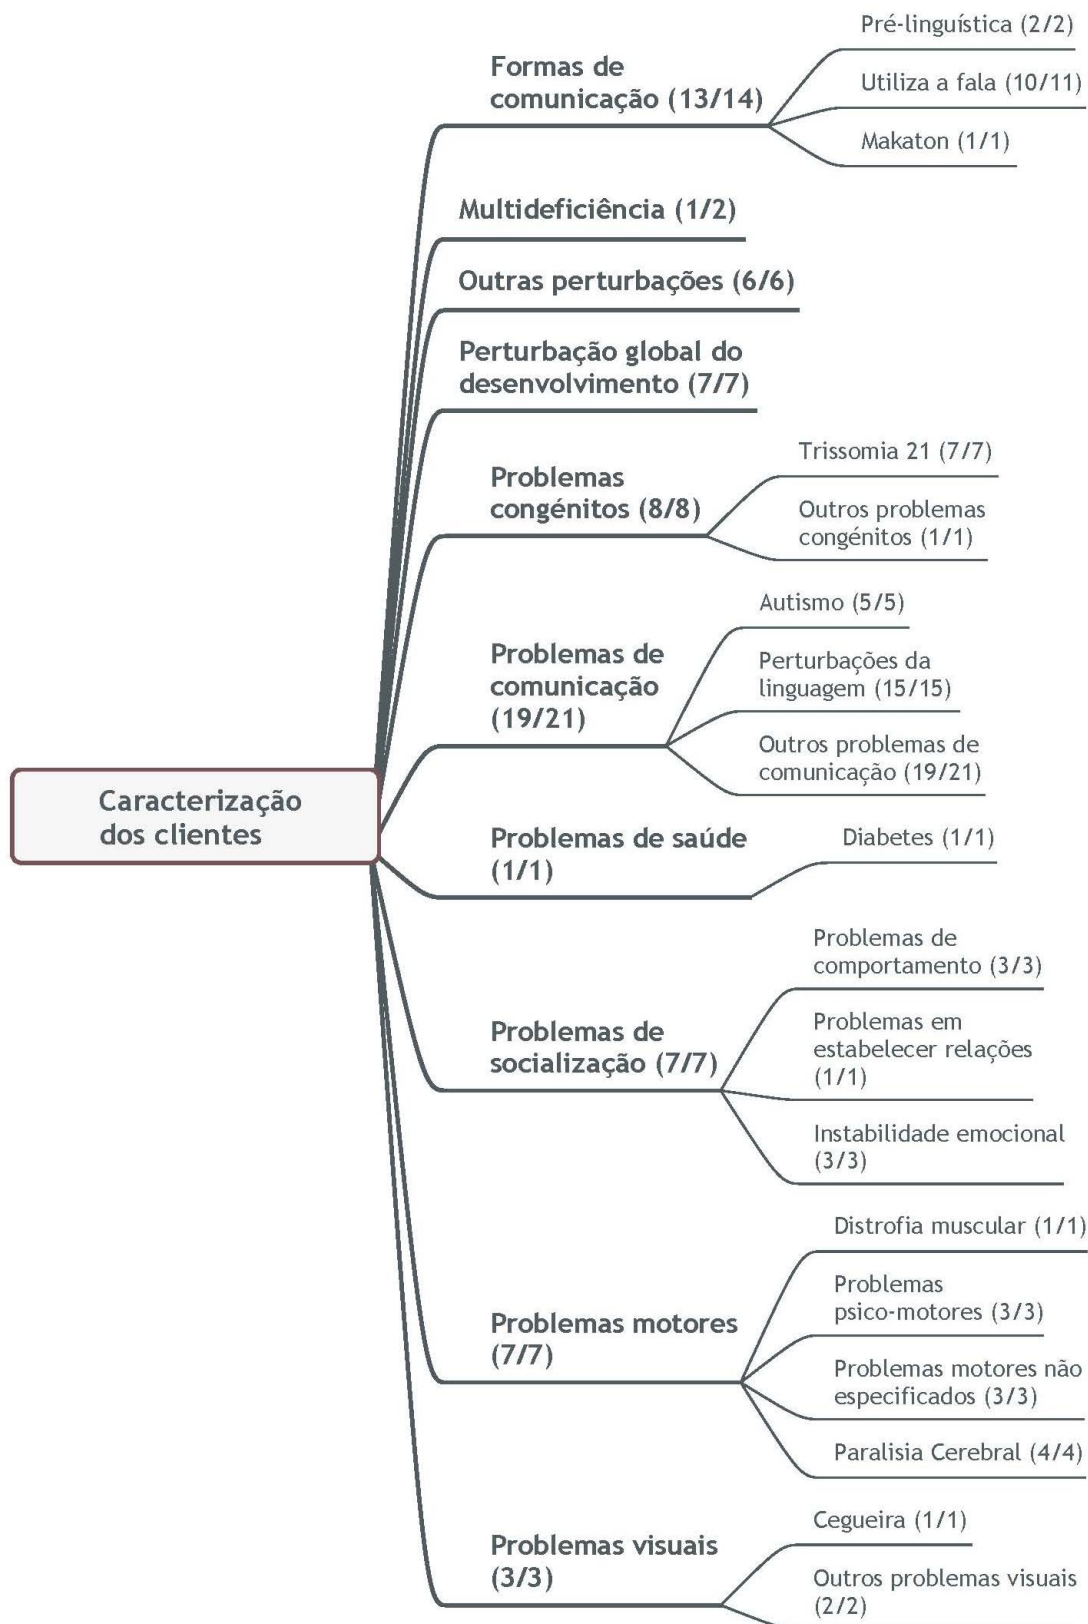 Caracterização
dos clientes
Formas de
comunicação (13/14)
Pré-linguística (2/2)
Utiliza a fala (10/11)
Makaton (1/1)
Multideficiência (1/2)
Outras perturbações (6/6)
Perturbação global do
desenvolvimento (7/7)
Problemas
congénitos (8/8)
Trissomia 21 (7/7)
Outros problemas
congénitos (1/1)
Problemas de
comunicação
(19/21)
Autismo (5/5)
Perturbações da
linguagem (15/15)
Outros problemas de
comunicação (19/21)
Problemas de saúde
(1/1)
Diabetes (1/1)
Problemas de
socialização (7/7)
Problemas de
comportamento (3/3)
Problemas em
estabelecer relações
(1/1)
Instabilidade emocional
(3/3)
Problemas motores
(7/7)
Distrofia muscular (1/1)
Problemas
psico-motores (3/3)
Problemas motores não
especificados (3/3)
Paralisia Cerebral (4/4)
Problemas visuais
(3/3)
Cegueira (1/1)
Outros problemas visuais
(2/2)